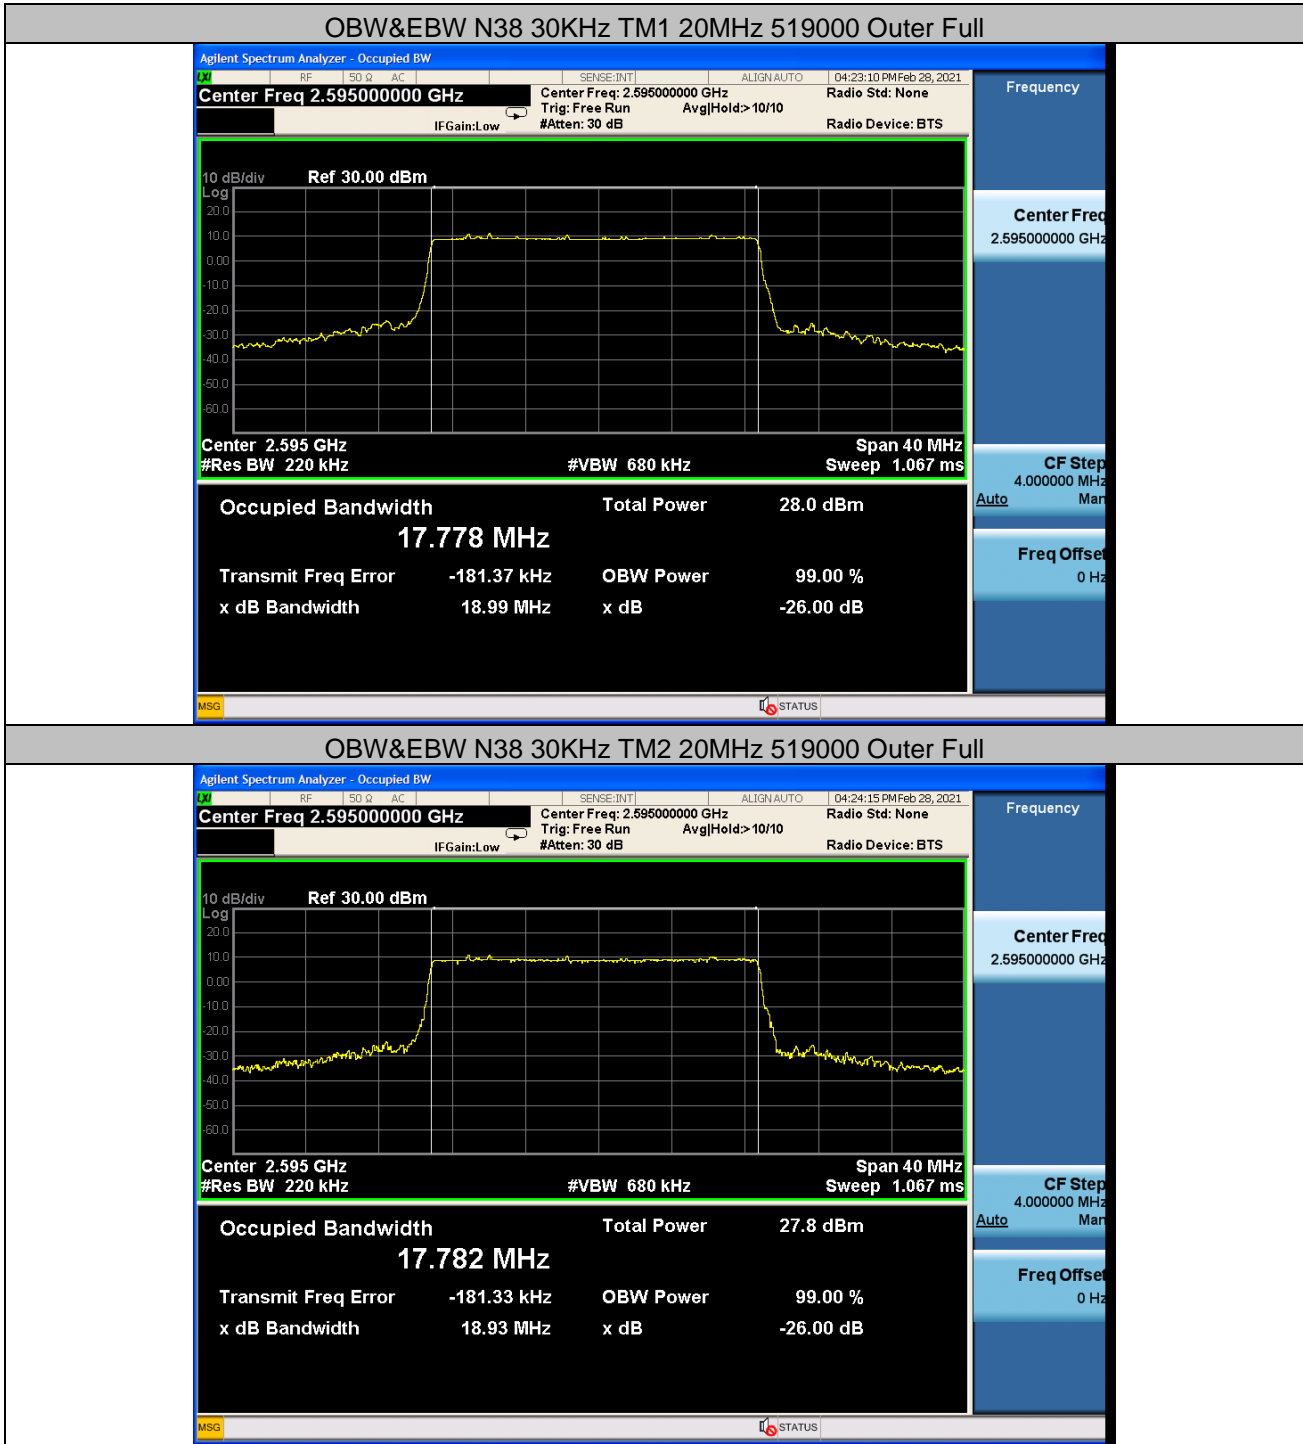 OBW&EBW N38 30KHz TM1 20MHz 519000 Outer Full
Agilent Spectrum Analyzer - Occupied BW
LXI RF 50 Ω AC SENSE:INT ALIGN AUTO 04:23:10 PM Feb 28, 2021
Center Freq 2.595000000 GHz
Center Freq: 2.595000000 GHz Radio Std: None
Trig: Free Run Avg|Hold:>10/10
IFGain:Low #Atten: 30 dB Radio Device: BTS
Frequency
10 dB/div Ref 30.00 dBm
Log
20.0
10.0
0.00
-10.0
-20.0
-30.0
-40.0
-50.0
-60.0
Center 2.595 GHz Span 40 MHz
#Res BW 220 kHz #VBW 680 kHz Sweep 1.067 ms
Occupied Bandwidth Total Power 28.0 dBm
17.778 MHz
Transmit Freq Error -181.37 kHz OBW Power 99.00 %
x dB Bandwidth 18.99 MHz x dB -26.00 dB
Center Freq
2.595000000 GHz
CF Step
4.000000 MHz
Auto Man
Freq Offset
0 Hz
MSG STATUS
OBW&EBW N38 30KHz TM2 20MHz 519000 Outer Full
Agilent Spectrum Analyzer - Occupied BW
LXI RF 50 Ω AC SENSE:INT ALIGN AUTO 04:24:15 PM Feb 28, 2021
Center Freq 2.595000000 GHz
Center Freq: 2.595000000 GHz Radio Std: None
Trig: Free Run Avg|Hold:>10/10
IFGain:Low #Atten: 30 dB Radio Device: BTS
Frequency
10 dB/div Ref 30.00 dBm
Log
20.0
10.0
0.00
-10.0
-20.0
-30.0
-40.0
-50.0
-60.0
Center 2.595 GHz Span 40 MHz
#Res BW 220 kHz #VBW 680 kHz Sweep 1.067 ms
Occupied Bandwidth Total Power 27.8 dBm
17.782 MHz
Transmit Freq Error -181.33 kHz OBW Power 99.00 %
x dB Bandwidth 18.93 MHz x dB -26.00 dB
Center Freq
2.595000000 GHz
CF Step
4.000000 MHz
Auto Man
Freq Offset
0 Hz
MSG STATUS